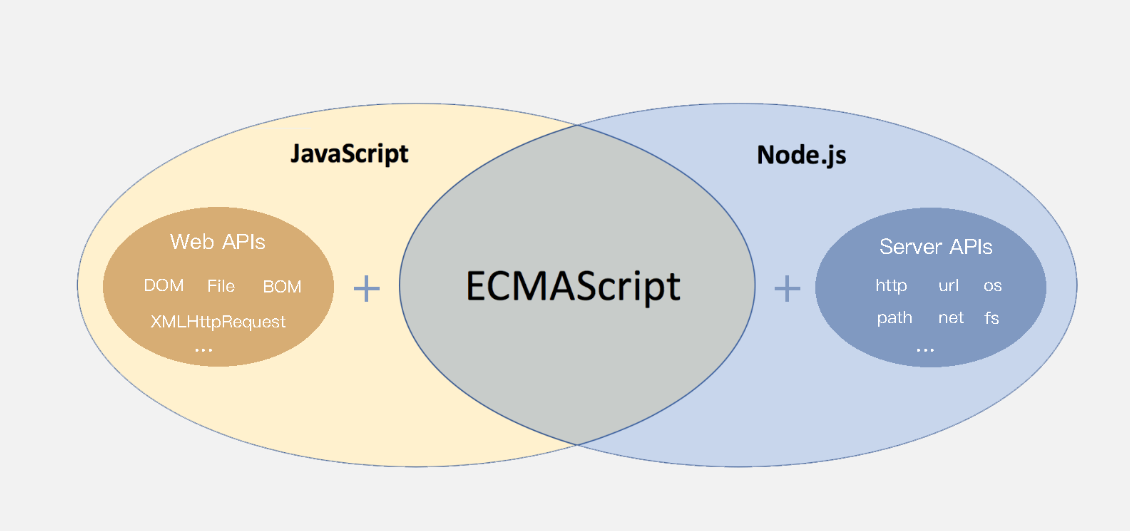 JavaScript
Node.js
Web APIs
DOM File BOM
XMLHttpRequest
...
+
ECMAScript
+
Server APIs
http url os
path net fs
...